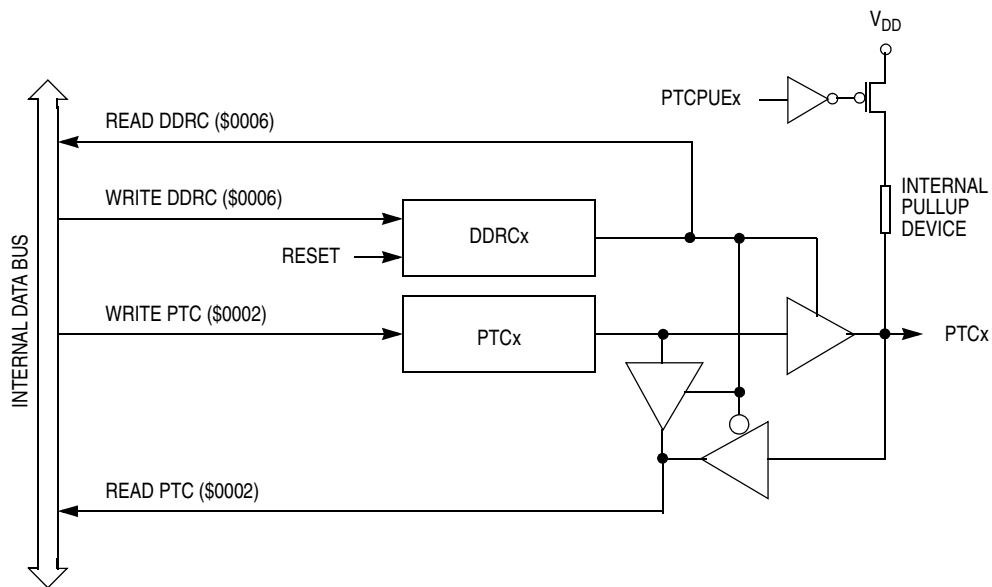 VDD
PTCPUEx
READ DDRC ($0006)
WRITE DDRC ($0006)
INTERNAL
PULLUP
DEVICE
DDRCx
RESET
INTERNAL DATA BUS
WRITE PTC ($0002)
PTCx
PTCx
READ PTC ($0002)